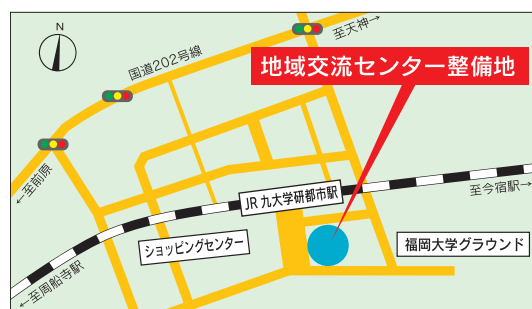 N
至天神→
国道202号線
地域交流センター整備地
←至前原
JR 九大学研都市駅
至今宿駅→
ショッピングセンター
福岡大学グラウンド
←至周船寺駅